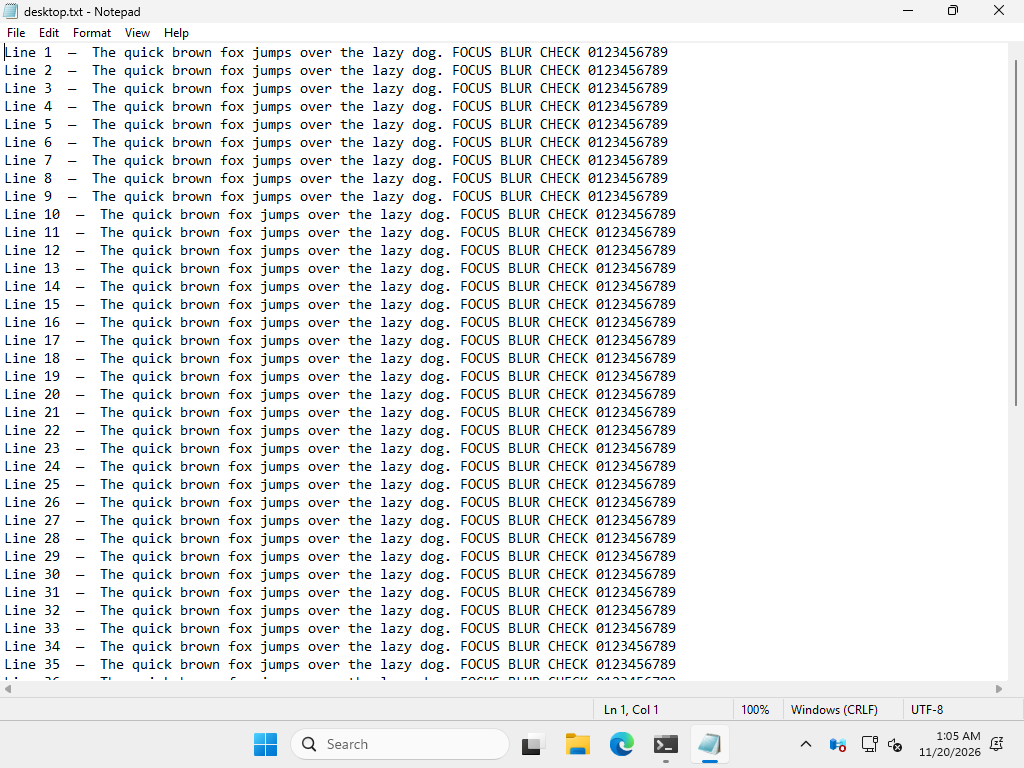 desktop.txt - Notepad
File Edit Format View Help
Line 1  –  The quick brown fox jumps over the lazy dog. FOCUS BLUR CHECK 0123456789
Line 2  –  The quick brown fox jumps over the lazy dog. FOCUS BLUR CHECK 0123456789
Line 3  –  The quick brown fox jumps over the lazy dog. FOCUS BLUR CHECK 0123456789
Line 4  –  The quick brown fox jumps over the lazy dog. FOCUS BLUR CHECK 0123456789
Line 5  –  The quick brown fox jumps over the lazy dog. FOCUS BLUR CHECK 0123456789
Line 6  –  The quick brown fox jumps over the lazy dog. FOCUS BLUR CHECK 0123456789
Line 7  –  The quick brown fox jumps over the lazy dog. FOCUS BLUR CHECK 0123456789
Line 8  –  The quick brown fox jumps over the lazy dog. FOCUS BLUR CHECK 0123456789
Line 9  –  The quick brown fox jumps over the lazy dog. FOCUS BLUR CHECK 0123456789
Line 10  –  The quick brown fox jumps over the lazy dog. FOCUS BLUR CHECK 0123456789
Line 11  –  The quick brown fox jumps over the lazy dog. FOCUS BLUR CHECK 0123456789
Line 12  –  The quick brown fox jumps over the lazy dog. FOCUS BLUR CHECK 0123456789
Line 13  –  The quick brown fox jumps over the lazy dog. FOCUS BLUR CHECK 0123456789
Line 14  –  The quick brown fox jumps over the lazy dog. FOCUS BLUR CHECK 0123456789
Line 15  –  The quick brown fox jumps over the lazy dog. FOCUS BLUR CHECK 0123456789
Line 16  –  The quick brown fox jumps over the lazy dog. FOCUS BLUR CHECK 0123456789
Line 17  –  The quick brown fox jumps over the lazy dog. FOCUS BLUR CHECK 0123456789
Line 18  –  The quick brown fox jumps over the lazy dog. FOCUS BLUR CHECK 0123456789
Line 19  –  The quick brown fox jumps over the lazy dog. FOCUS BLUR CHECK 0123456789
Line 20  –  The quick brown fox jumps over the lazy dog. FOCUS BLUR CHECK 0123456789
Line 21  –  The quick brown fox jumps over the lazy dog. FOCUS BLUR CHECK 0123456789
Line 22  –  The quick brown fox jumps over the lazy dog. FOCUS BLUR CHECK 0123456789
Line 23  –  The quick brown fox jumps over the lazy dog. FOCUS BLUR CHECK 0123456789
Line 24  –  The quick brown fox jumps over the lazy dog. FOCUS BLUR CHECK 0123456789
Line 25  –  The quick brown fox jumps over the lazy dog. FOCUS BLUR CHECK 0123456789
Line 26  –  The quick brown fox jumps over the lazy dog. FOCUS BLUR CHECK 0123456789
Line 27  –  The quick brown fox jumps over the lazy dog. FOCUS BLUR CHECK 0123456789
Line 28  –  The quick brown fox jumps over the lazy dog. FOCUS BLUR CHECK 0123456789
Line 29  –  The quick brown fox jumps over the lazy dog. FOCUS BLUR CHECK 0123456789
Line 30  –  The quick brown fox jumps over the lazy dog. FOCUS BLUR CHECK 0123456789
Line 31  –  The quick brown fox jumps over the lazy dog. FOCUS BLUR CHECK 0123456789
Line 32  –  The quick brown fox jumps over the lazy dog. FOCUS BLUR CHECK 0123456789
Line 33  –  The quick brown fox jumps over the lazy dog. FOCUS BLUR CHECK 0123456789
Line 34  –  The quick brown fox jumps over the lazy dog. FOCUS BLUR CHECK 0123456789
Line 35  –  The quick brown fox jumps over the lazy dog. FOCUS BLUR CHECK 0123456789
Ln 1, Col 1 100% Windows (CRLF) UTF-8
Search
1:05 AM
11/20/2026